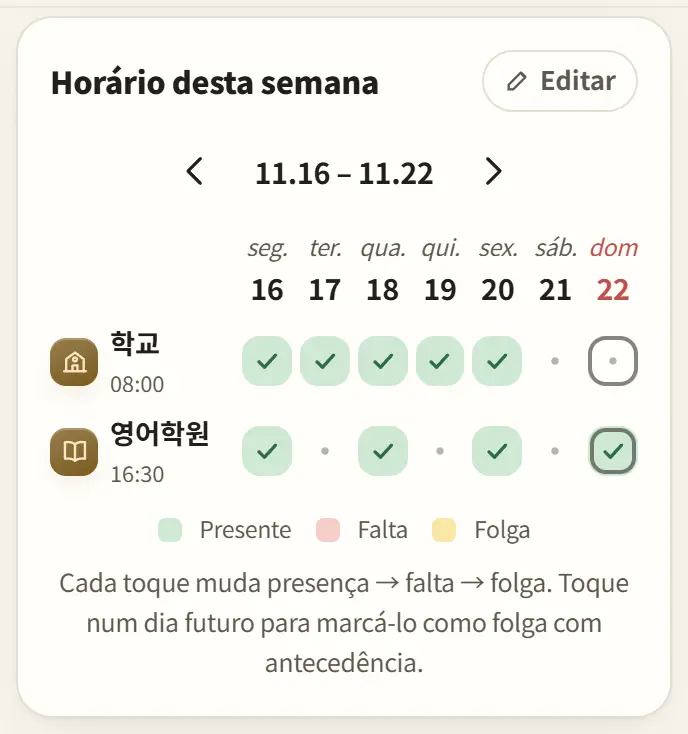 Horário desta semana
Editar
11.16 – 11.22
seg. ter. qua. qui. sex. sáb. dom
16 17 18 19 20 21 22
학교
08:00
영어학원
16:30
Presente Falta Folga
Cada toque muda presença → falta → folga. Toque
num dia futuro para marcá-lo como folga com
antecedência.